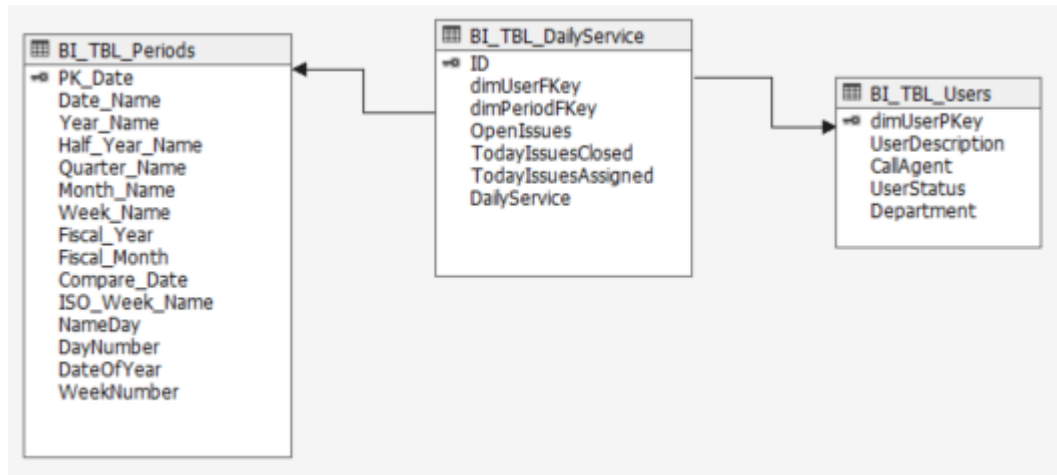 BI_TBL_Periods
PK_Date
Date_Name
Year_Name
Half_Year_Name
Quarter_Name
Month_Name
Week_Name
Fiscal_Year
Fiscal_Month
Compare_Date
ISO_Week_Name
NameDay
DayNumber
DateOfYear
WeekNumber
BI_TBL_DailyService
ID
dimUserFKey
dimPeriodFKey
OpenIssues
TodayIssuesClosed
TodayIssuesAssigned
DailyService
BI_TBL_Users
dimUserPKey
UserDescription
CallAgent
UserStatus
Department